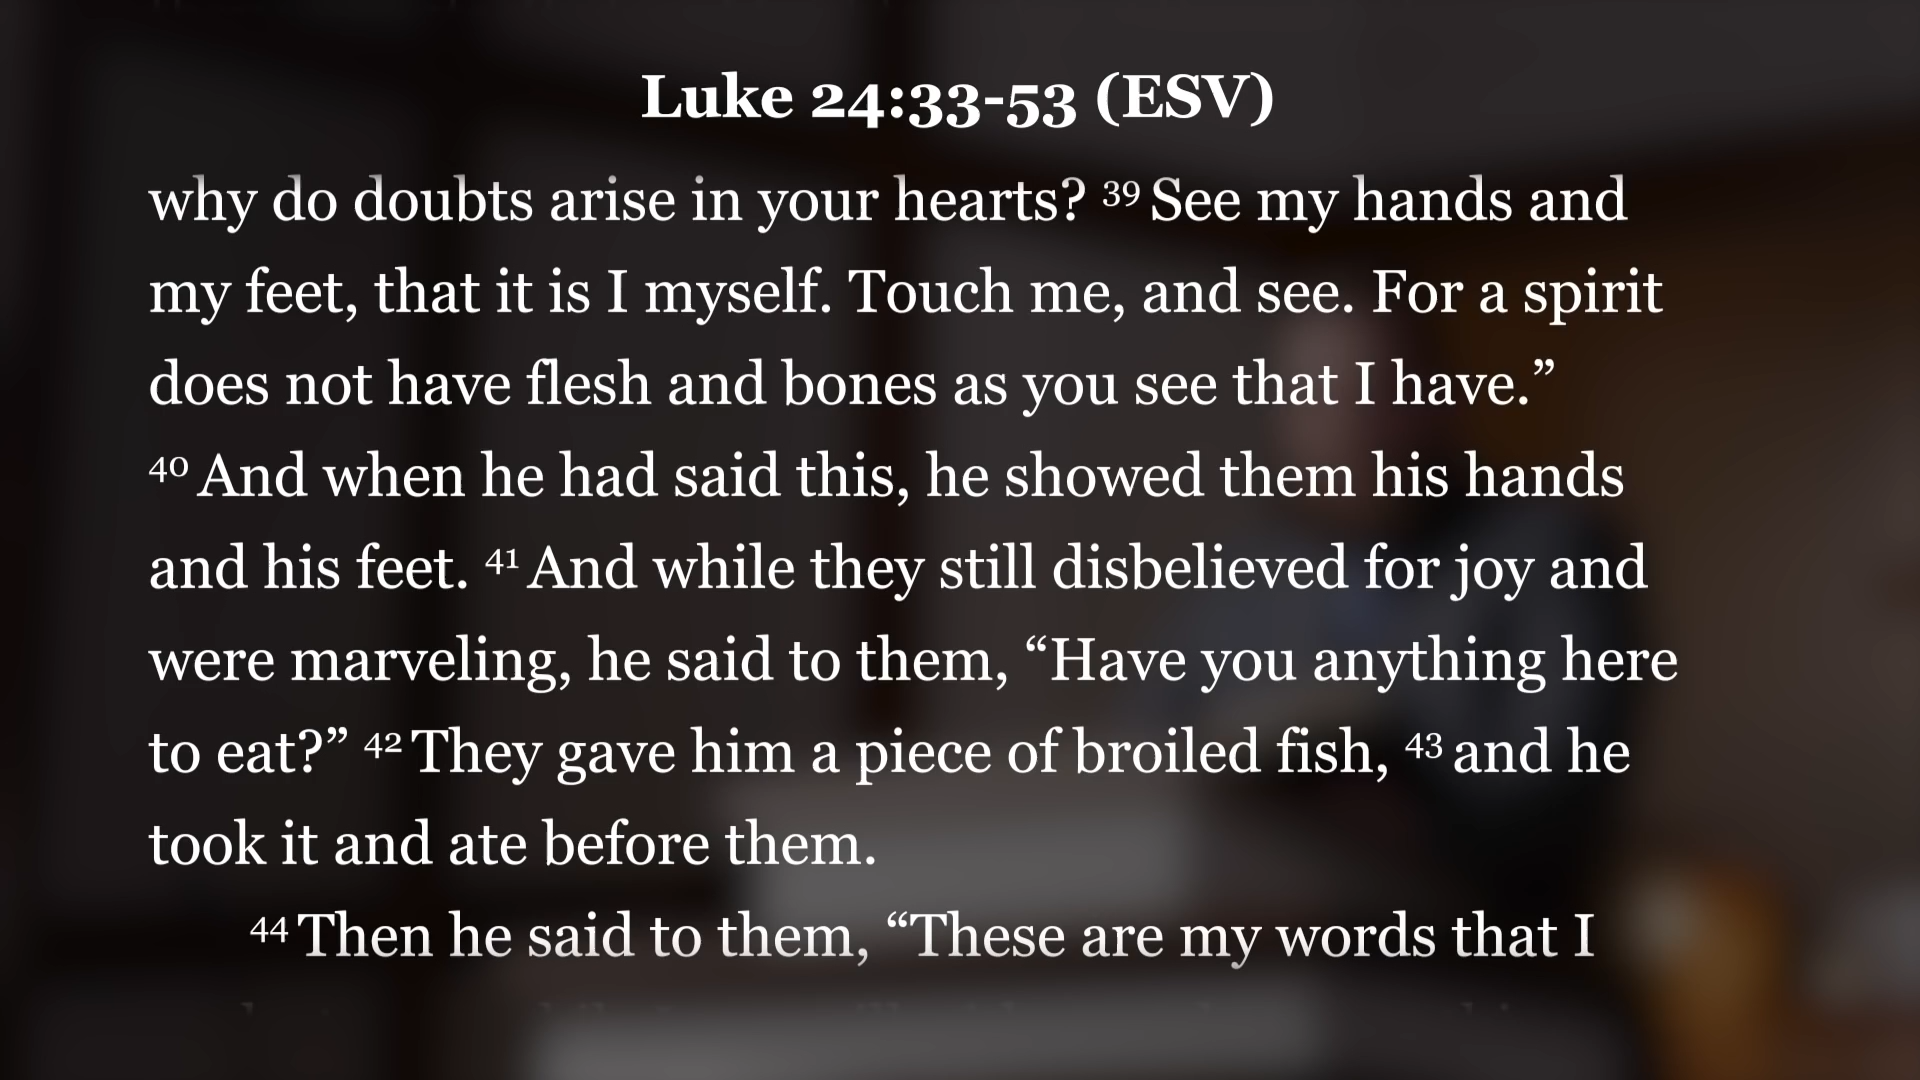 Luke 24:33-53 (ESV)
why do doubts arise in your hearts? 39 See my hands and
my feet, that it is I myself. Touch me, and see. For a spirit
does not have flesh and bones as you see that I have.”
40 And when he had said this, he showed them his hands
and his feet. 41 And while they still disbelieved for joy and
were marveling, he said to them, “Have you anything here
to eat?” 42 They gave him a piece of broiled fish, 43 and he
took it and ate before them.
44 Then he said to them, “These are my words that I